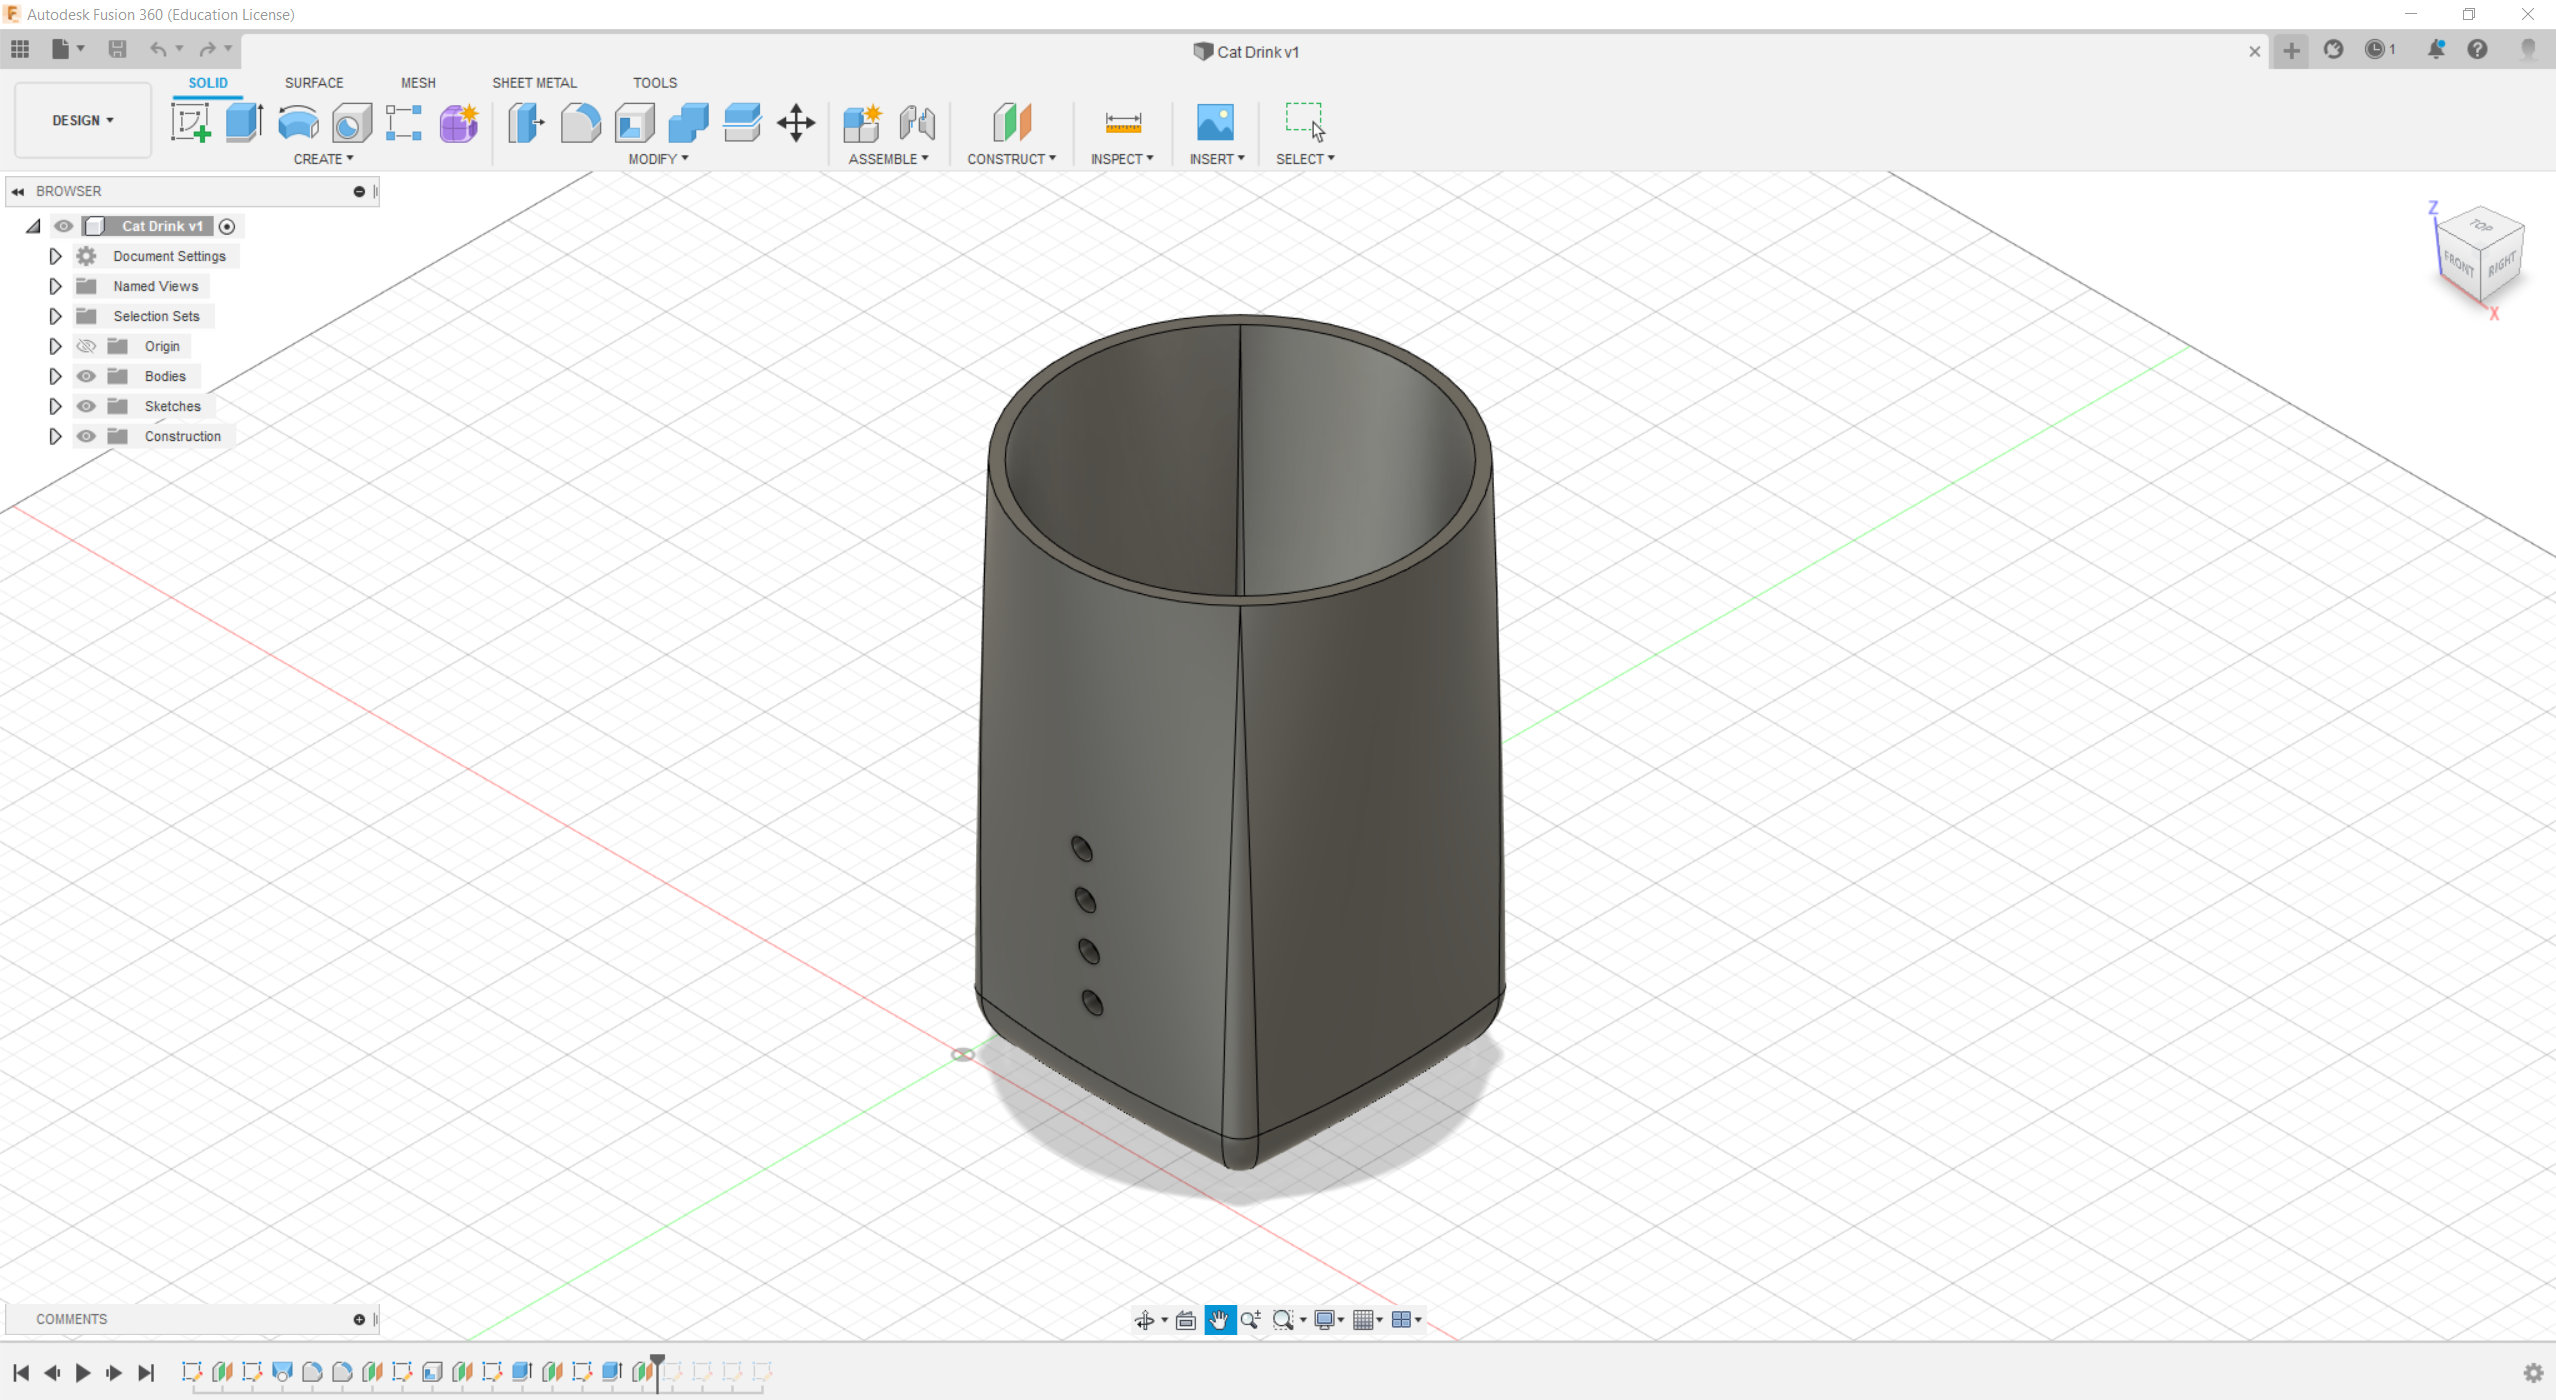 Autodesk Fusion 360 (Education License)
Cat Drink v1
1
DESIGN
SOLID SURFACE MESH SHEET METAL TOOLS
CREATE MODIFY ASSEMBLE CONSTRUCT INSPECT INSERT SELECT
BROWSER
Cat Drink v1
Document Settings
Named Views
Selection Sets
Origin
Bodies
Sketches
Construction
Z
TOP
FRONT RIGHT
X
COMMENTS